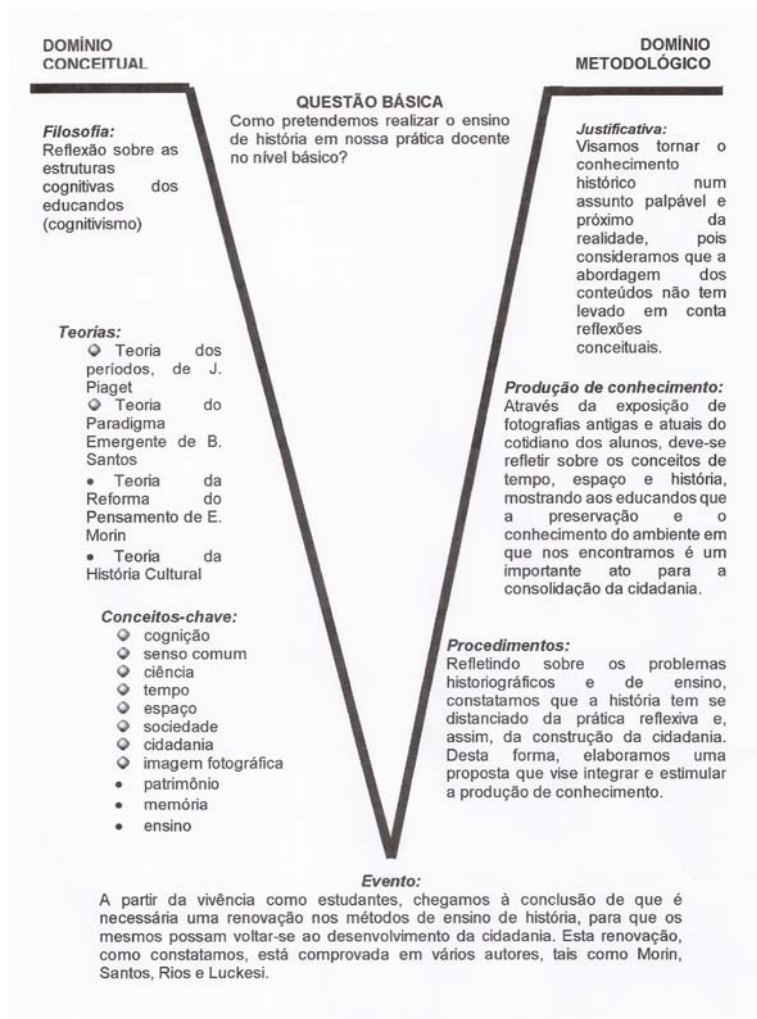 DOMÍNIO
CONCEITUAL
DOMÍNIO
METODOLÓGICO
QUESTÃO BÁSICA
Como pretendemos realizar o ensino
de história em nossa prática docente
no nível básico?
Filosofia:
Reflexão sobre as
estruturas
cognitivas dos
educandos
(cognitivismo)
Teorias:
Teoria dos
períodos, de J.
Piaget
Teoria do
Paradigma
Emergente de B.
Santos
• Teoria da
Reforma do
Pensamento de E.
Morin
• Teoria da
História Cultural
Conceitos-chave:
cognição
senso comum
ciência
tempo
espaço
sociedade
cidadania
imagem fotográfica
• patrimônio
• memória
• ensino
Justificativa:
Visamos tornar o
conhecimento
histórico num
assunto palpável e
próximo da
realidade, pois
consideramos que a
abordagem dos
conteúdos não tem
levado em conta
reflexões
conceituais.
Produção de conhecimento:
Através da exposição de
fotografias antigas e atuais do
cotidiano dos alunos, deve-se
refletir sobre os conceitos de
tempo, espaço e história,
mostrando aos educandos que
a preservação e o
conhecimento do ambiente em
que nos encontramos é um
importante ato para a
consolidação da cidadania.
Procedimentos:
Refletindo sobre os problemas
historiográficos e de ensino,
constatamos que a história tem se
distanciado da prática reflexiva e,
assim, da construção da cidadania.
Desta forma, elaboramos uma
proposta que vise integrar e estimular
a produção de conhecimento.
Evento:
A partir da vivência como estudantes, chegamos à conclusão de que é
necessária uma renovação nos métodos de ensino de história, para que os
mesmos possam voltar-se ao desenvolvimento da cidadania. Esta renovação,
como constatamos, está comprovada em vários autores, tais como Morin,
Santos, Rios e Luckesi.